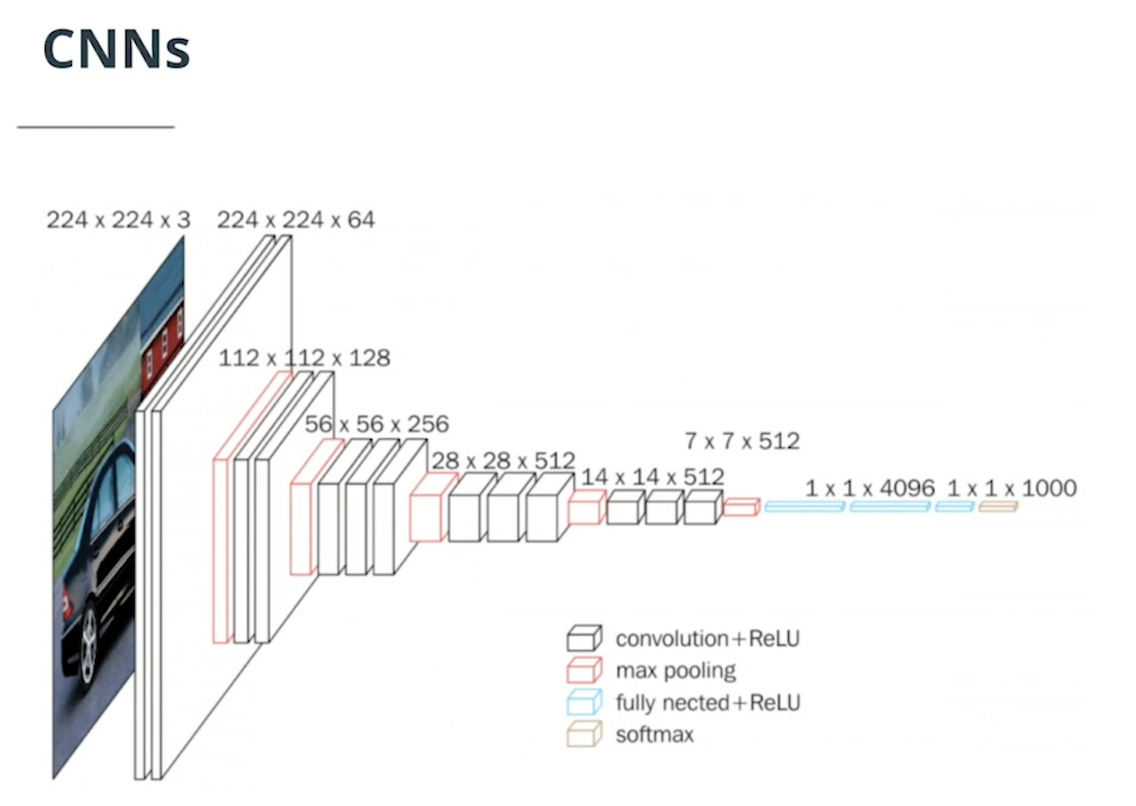 CNNs
224 x 224 x 3
224 x 224 x 64
112 x 112 x 128
56 x 56 x 256
28 x 28 x 512
14 x 14 x 512
7 x 7 x 512
1 x 1 x 4096
1 x 1 x 1000
convolution+ReLU
max pooling
fully nected+ReLU
softmax